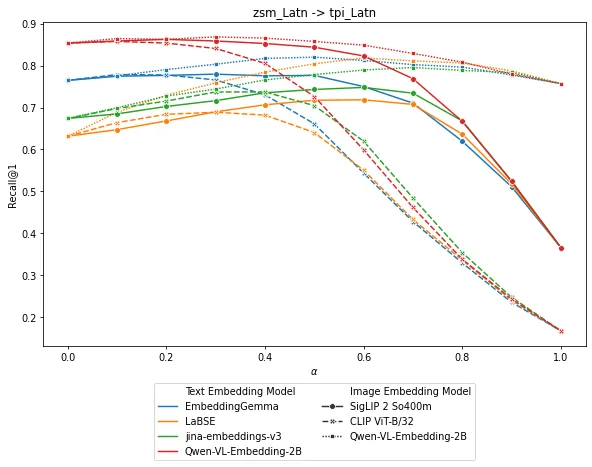 zsm_Latn -> tpi_Latn
0.9
0.8
0.7
0.6
0.5
0.4
0.3
0.2
Recall@1
0.0 0.2 0.4 0.6 0.8 1.0
α
Text Embedding Model
EmbeddingGemma
LaBSE
jina-embeddings-v3
Qwen-VL-Embedding-2B
Image Embedding Model
SigLIP 2 So400m
CLIP ViT-B/32
Qwen-VL-Embedding-2B